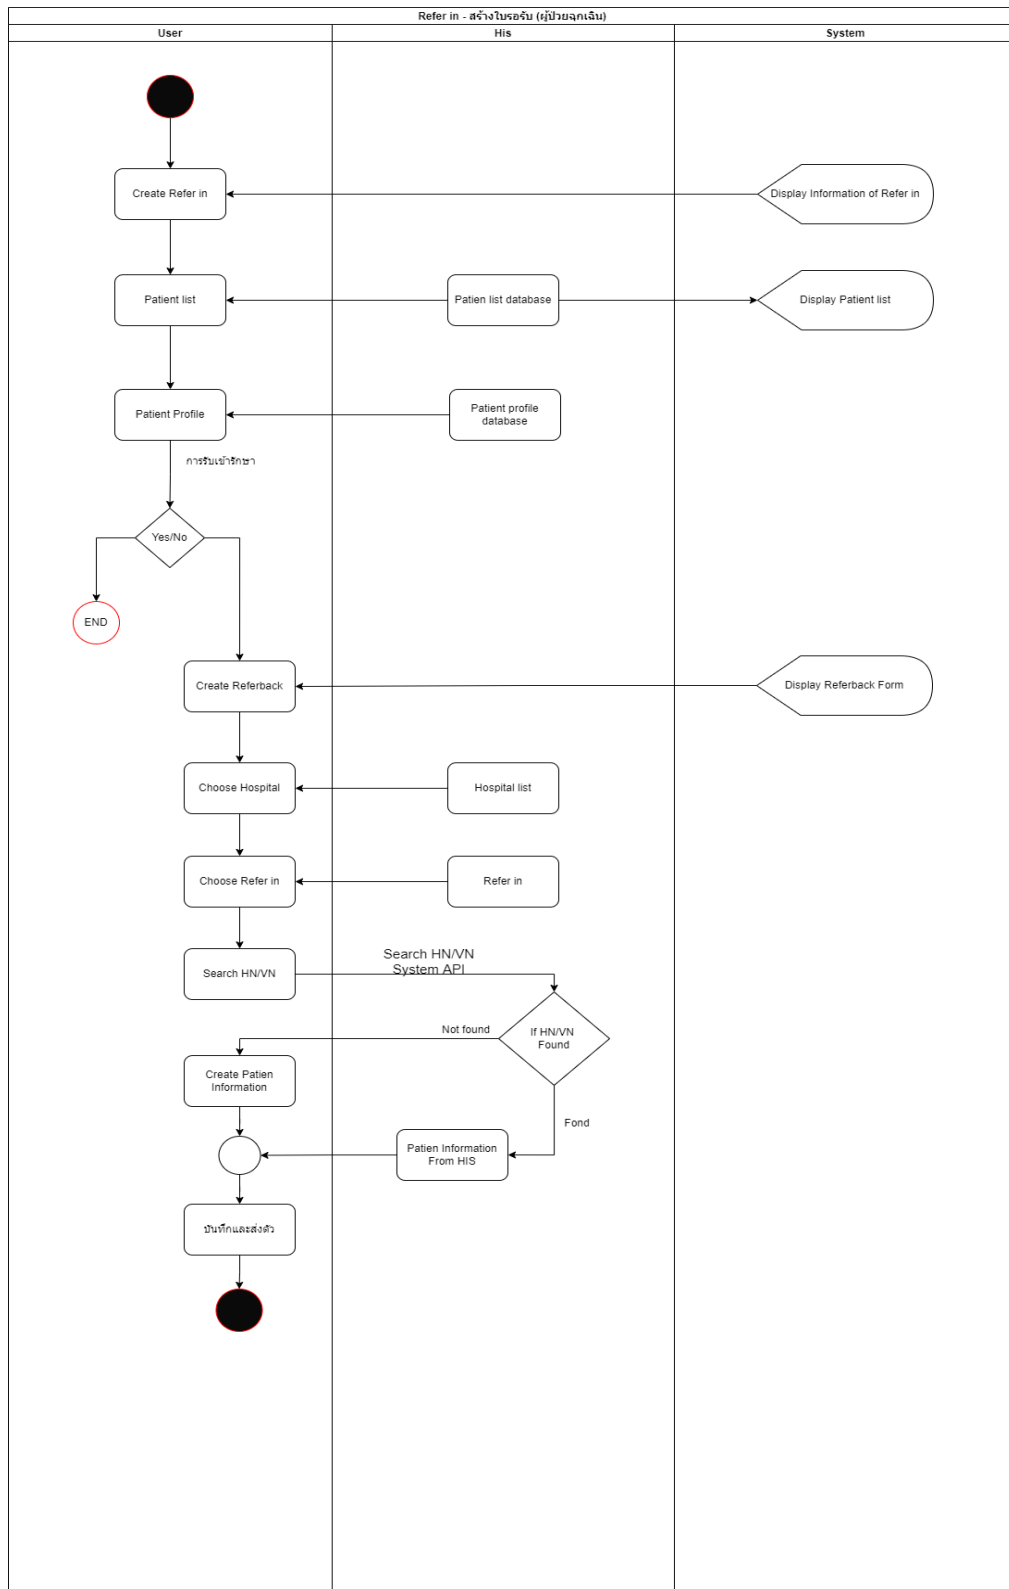 Refer in - สร้างใบรอรับ (ผู้ป่วยฉุกเฉิน)
User
His
System
Create Refer in
Display Information of Refer in
Patient list
Patien list database
Display Patient list
Patient Profile
Patient profile
database
การรับเข้ารักษา
Yes/No
END
Create Referback
Display Referback Form
Choose Hospital
Hospital list
Choose Refer in
Refer in
Search HN/VN
Search HN/VN
System API
If HN/VN
Found
Not found
Create Patien
Information
Fond
Patien Information
From HIS
บันทึกและส่งตัว